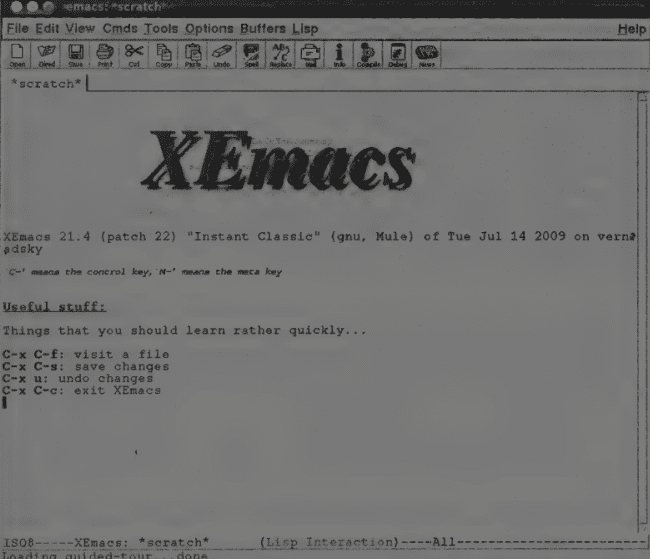 emacs: *scratch*
File Edit View Cmds Tools Options Buffers Lisp Help
Open Dired Save Print Cut Copy Paste Undo Spell Replace Mail Info Compile Debug News
*scratch*
XEmacs
XEmacs 21.4 (patch 22) "Instant Classic" (gnu, Mule) of Tue Jul 14 2009 on verna
adsky
`C-' means the control key, `M-' means the meta key
Useful stuff:
Things that you should learn rather quickly...
C-x C-f: visit a file
C-x C-s: save changes
C-x u: undo changes
C-x C-c: exit XEmacs
ISO8-----XEmacs: *scratch* (Lisp Interaction)----All------------------------
Loading guided-tour...done